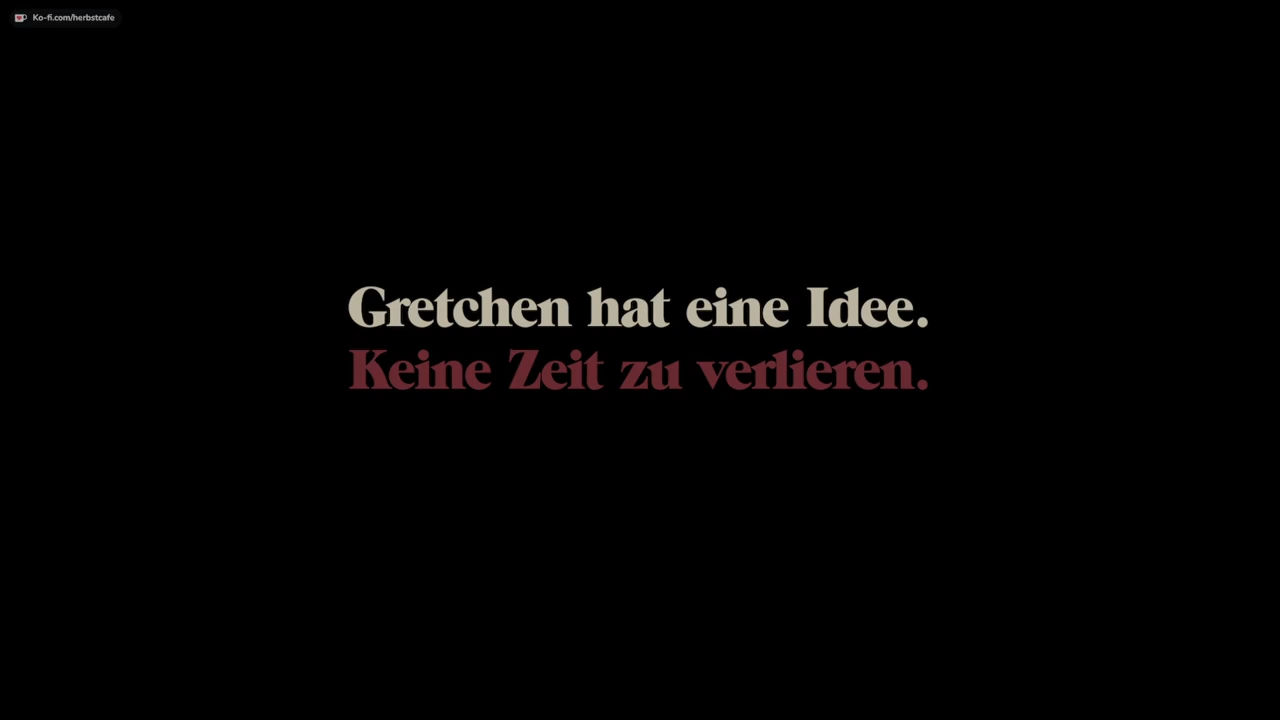 Ko-fi.com/herbstcafe
Gretchen hat eine Idee.
Keine Zeit zu verlieren.